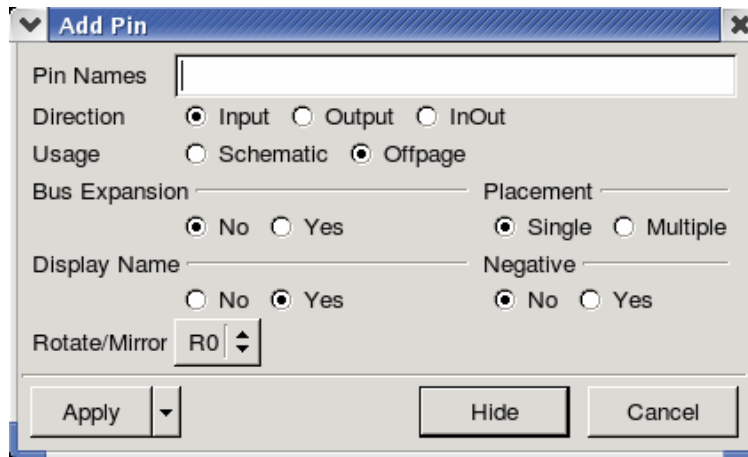 Add Pin
Pin Names
Direction Input Output InOut
Usage Schematic Offpage
Bus Expansion Placement
No Yes Single Multiple
Display Name Negative
No Yes No Yes
Rotate/Mirror R0
Apply Hide Cancel